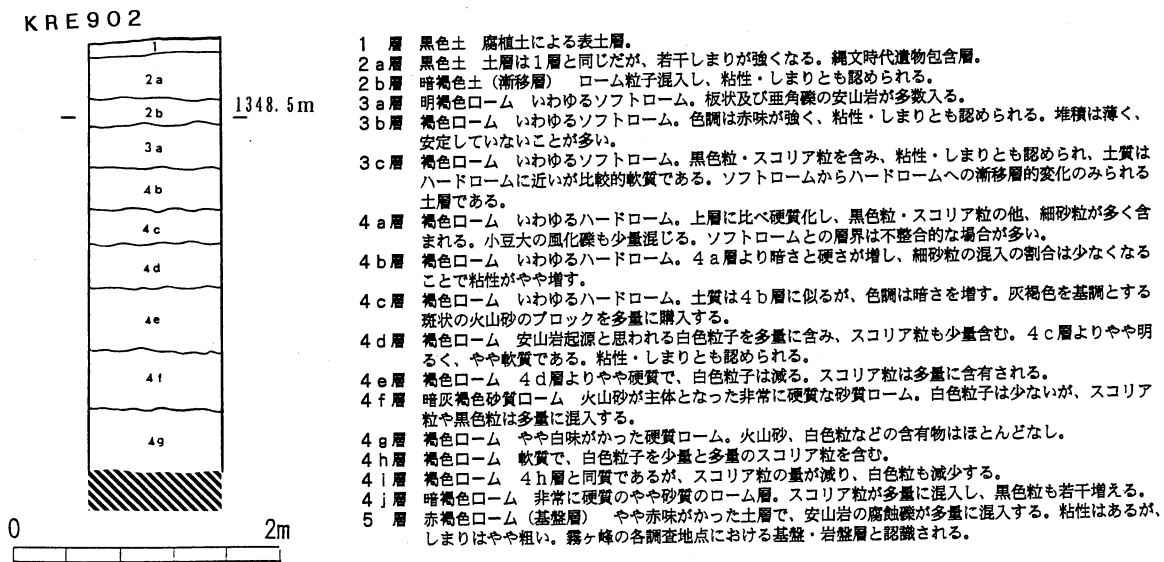 KRE902
1
2a
2b
1348.5m
3a
4b
4c
4d
4e
4f
4g
0 2m
1 層 黒色土 腐植土による表土層。
2a層 黒色土 土層は1層と同じだが、若干しまりが強くなる。縄文時代遺物包含層。
2b層 暗褐色土(漸移層) ローム粒子混入し、粘性・しまりとも認められる。
3a層 明褐色ローム いわゆるソフトローム。板状及び亜角礫の安山岩が多数入る。
3b層 褐色ローム いわゆるソフトローム。色調は赤味が強く、粘性・しまりとも認められる。堆積は薄く、
安定していないことが多い。
3c層 褐色ローム いわゆるソフトローム。黒色粒・スコリア粒を含み、粘性・しまりとも認められ、土質は
ハードロームに近いが比較的軟質である。ソフトロームからハードロームへの漸移層的変化のみられる
土層である。
4a層 褐色ローム いわゆるハードローム。上層に比べ硬質化し、黒色粒・スコリア粒の他、細砂粒が多く含
まれる。小豆大の風化礫も少量混じる。ソフトロームとの層界は不整合的な場合が多い。
4b層 褐色ローム いわゆるハードローム。4a層より暗さと硬さが増し、細砂粒の混入の割合は少なくなる
ことで粘性がやや増す。
4c層 褐色ローム いわゆるハードローム。土質は4b層に似るが、色調は暗さを増す。灰褐色を基調とする
斑状の火山砂のブロックを多量に購入する。
4d層 褐色ローム 安山岩起源と思われる白色粒子を多量に含み、スコリア粒も少量含む。4c層よりやや明
るく、やや軟質である。粘性・しまりとも認められる。
4e層 褐色ローム 4d層よりやや硬質で、白色粒子は減る。スコリア粒は多量に含有される。
4f層 暗灰褐色砂質ローム 火山砂が主体となった非常に硬質な砂質ローム。白色粒子は少ないが、スコリア
粒や黒色粒は多量に混入する。
4g層 褐色ローム やや白味がかった硬質ローム。火山砂、白色粒などの含有物はほとんどなし。
4h層 褐色ローム 軟質で、白色粒子を少量と多量のスコリア粒を含む。
4i層 褐色ローム 4h層と同質であるが、スコリア粒の量が減り、白色粒も減少する。
4j層 暗褐色ローム 非常に硬質のやや砂質のローム層。スコリア粒が多量に混入し、黒色粒も若干増える。
5 層 赤褐色ローム(基盤層) やや赤味がかった土層で、安山岩の腐蝕礫が多量に混入する。粘性はあるが、
しまりはやや粗い。霧ヶ峰の各調査地点における基盤・岩盤層と認識される。